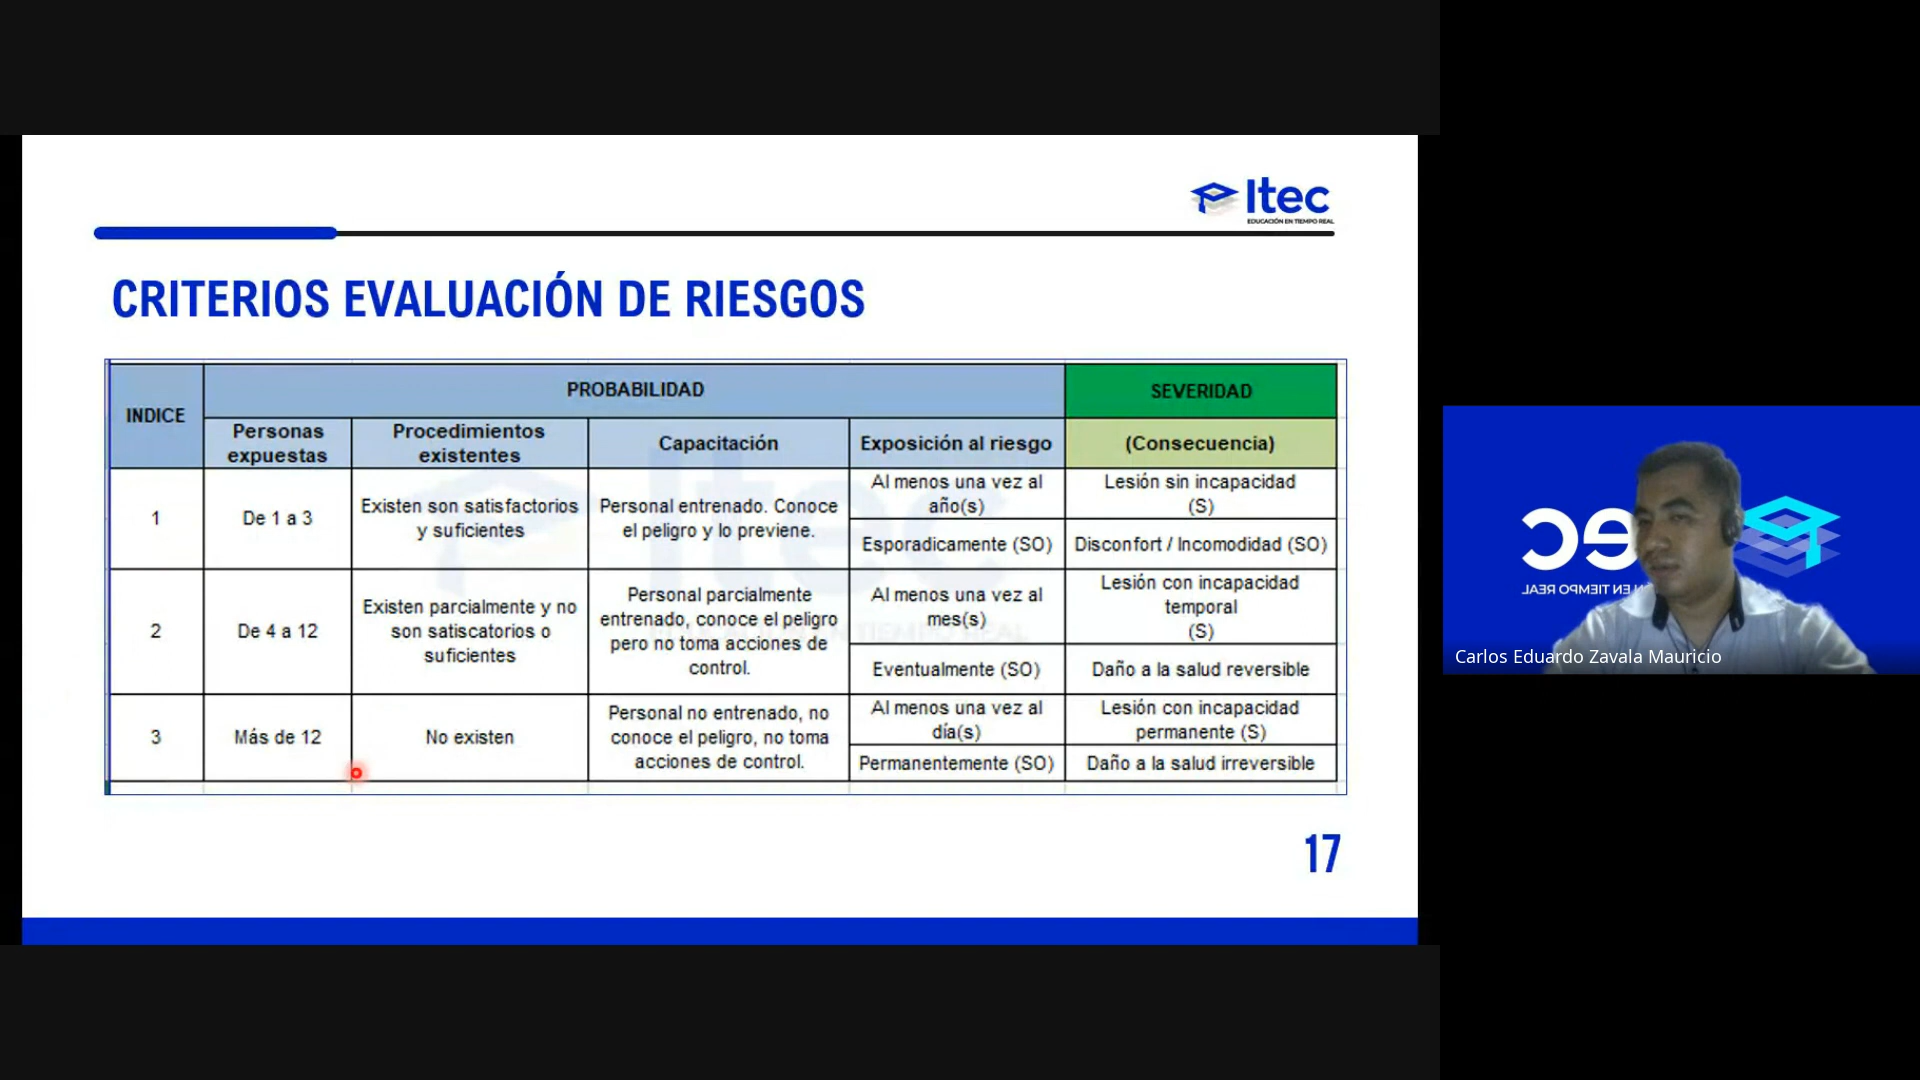 Itec
EDUCACIÓN EN TIEMPO REAL
CRITERIOS EVALUACIÓN DE RIESGOS
INDICE
PROBABILIDAD
SEVERIDAD
Personas
expuestas
Procedimientos
existentes
Capacitación
Exposición al riesgo
(Consecuencia)
1
De 1 a 3
Existen son satisfactorios
y suficientes
Personal entrenado. Conoce
el peligro y lo previene.
Al menos una vez al
año(s)
Lesión sin incapacidad
(S)
Esporadicamente (SO)
Disconfort / Incomodidad (SO)
2
De 4 a 12
Existen parcialmente y no
son satiscatorios o
suficientes
Personal parcialmente
entrenado, conoce el peligro
pero no toma acciones de
control.
Al menos una vez al
mes(s)
Lesión con incapacidad
temporal
(S)
Eventualmente (SO)
Daño a la salud reversible
3
Más de 12
No existen
Personal no entrenado, no
conoce el peligro, no toma
acciones de control.
Al menos una vez al
día(s)
Lesión con incapacidad
permanente (S)
Permanentemente (SO)
Daño a la salud irreversible
17
ec
EN TIEMPO REAL
Carlos Eduardo Zavala Mauricio